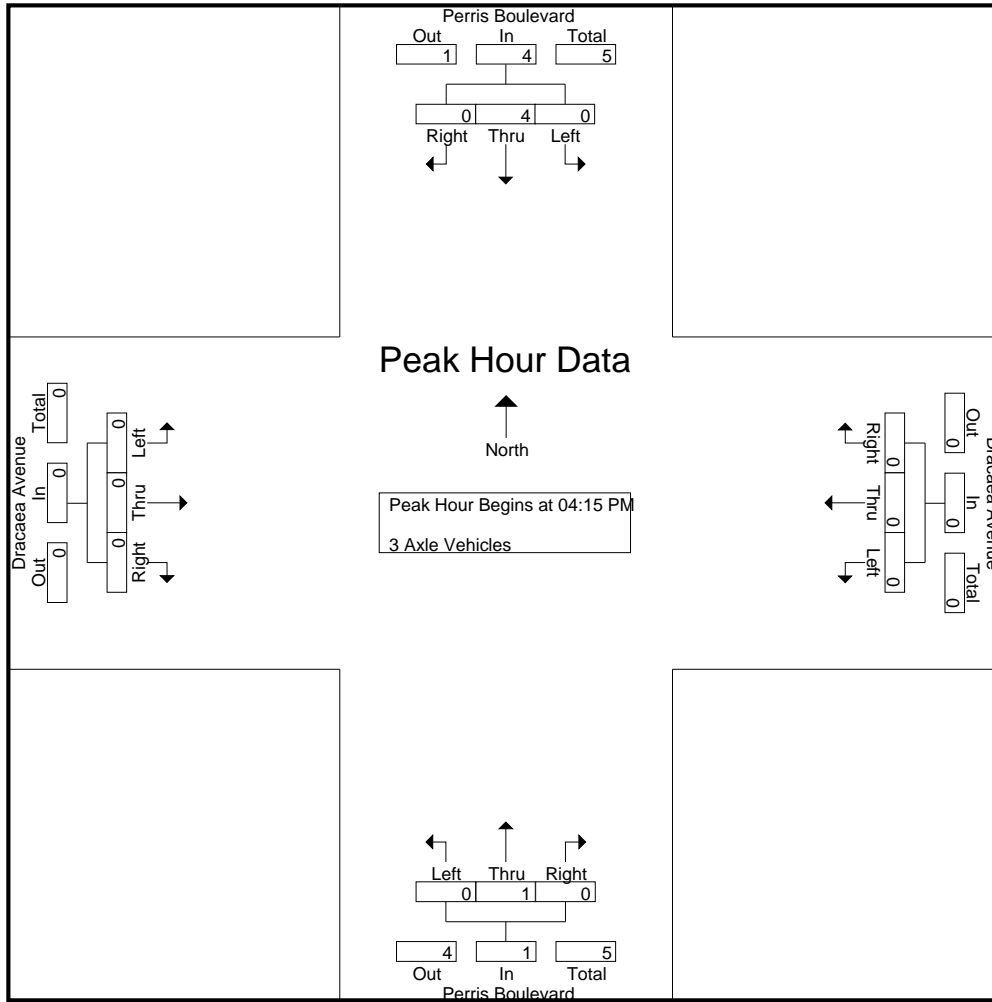 Perris Boulevard
Out In Total
1 4 5
0 4 0
Right Thru Left
Peak Hour Data
North
Peak Hour Begins at 04:15 PM
3 Axle Vehicles
Dracaea Avenue
Total In Out
0 0 0
0 0 0
Left Thru Right
Dracaea Avenue
Out In Total
0 0 0
0 0 0
Right Thru Left
Left Thru Right
0 1 0
4 1 5
Out In Total
Perris Boulevard